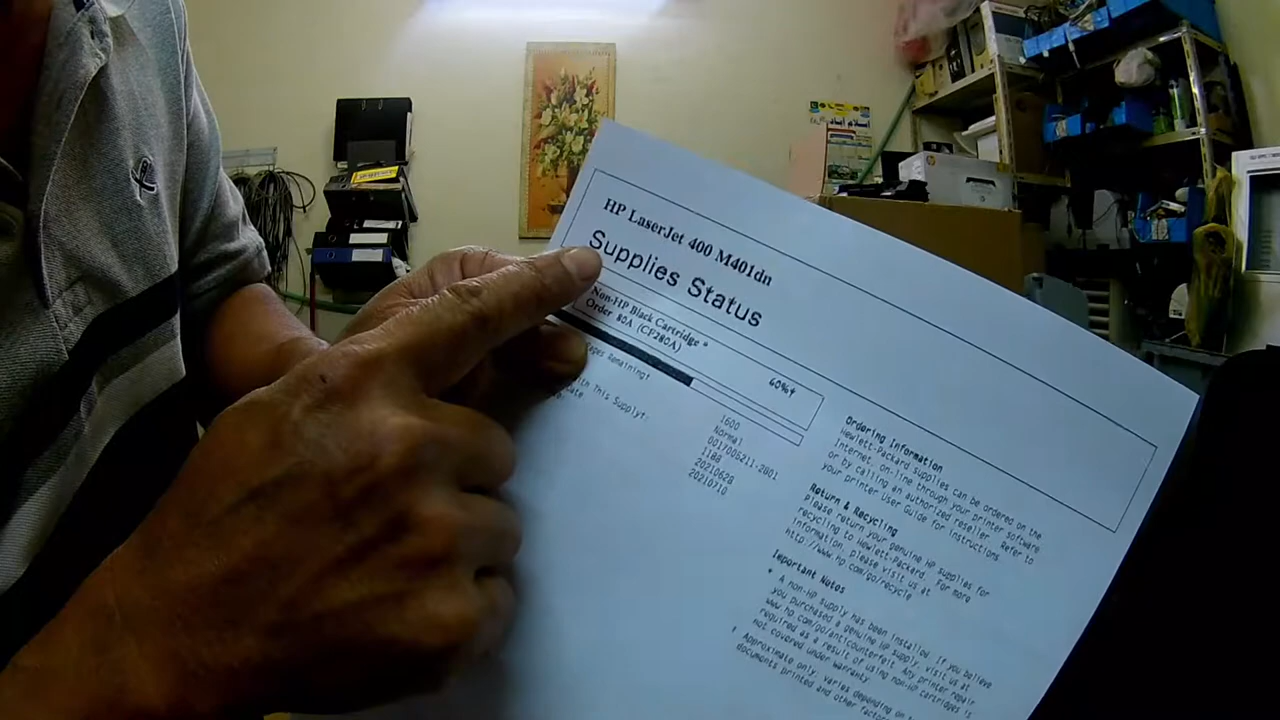 HP LaserJet 400 M401dn
Supplies Status
Non-HP Black Cartridge *
Order 80A (CF280A)
60%†
Pages Remaining†
1600
Normal
0017005211-2801
With This Supply†:
1188
20210628
20210710
Ordering Information
Hewlett-Packard supplies can be ordered on the
Internet, on-line through your printer software
or by calling an authorized reseller. Refer to
your printer User Guide for instructions.
Return & Recycling
Please return your genuine HP supplies for
recycling to Hewlett-Packard. For more
information, please visit us at
http://www.hp.com/go/recycle
Important Notes
* A non-HP supply has been installed. If you believe
you purchased a genuine HP supply, visit us at
www.hp.com/go/anticounterfeit Any printer repair
required as a result of using non-HP cartridges is
not covered under warranty.
† Approximate only, varies depending on
documents printed and other